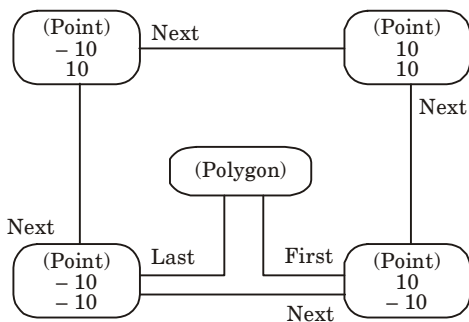 (Point)
– 10
10
Next
(Point)
10
10
Next
(Polygon)
Next
(Point)
– 10
– 10
Last
First
(Point)
10
– 10
Next